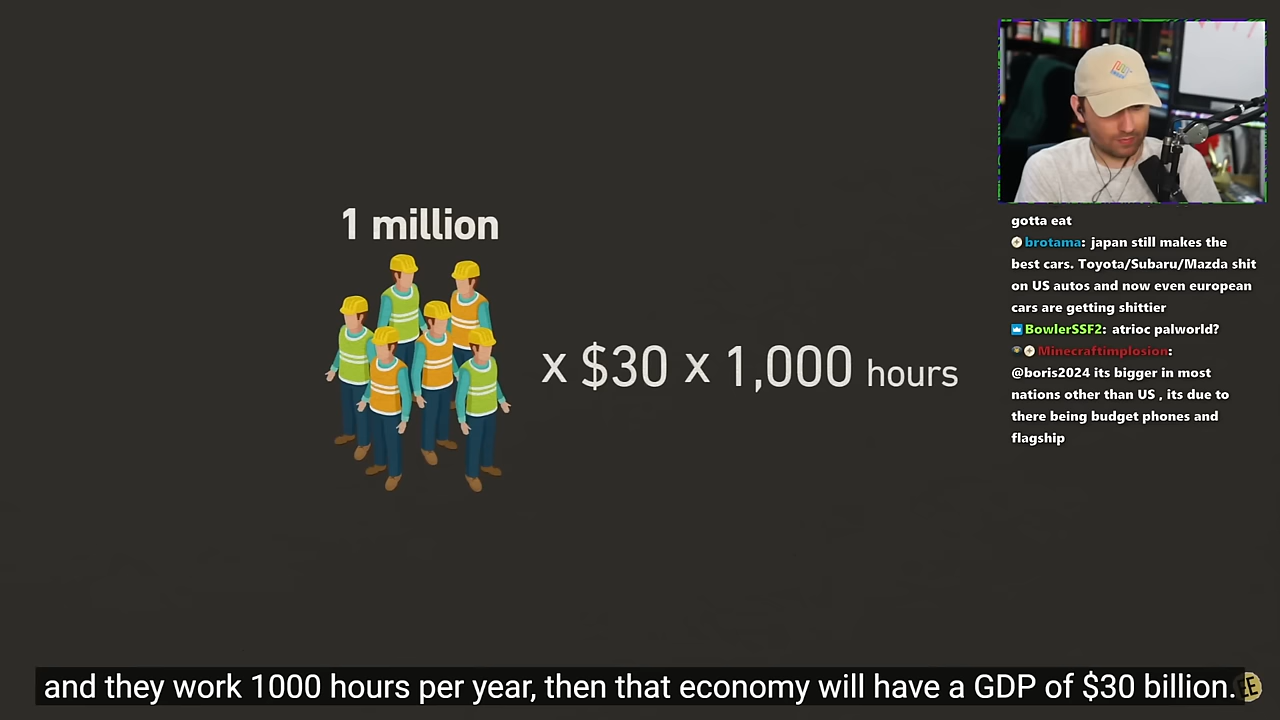 1 million
x $30 x 1,000 hours
gotta eat
brotama: japan still makes the
best cars. Toyota/Subaru/Mazda shit
on US autos and now even european
cars are getting shittier
BowlerSSF2: atrioc palworld?
Minecraftimplosion:
@boris2024 its bigger in most
nations other than US , its due to
there being budget phones and
flagship
and they work 1000 hours per year, then that economy will have a GDP of $30 billion.
EE